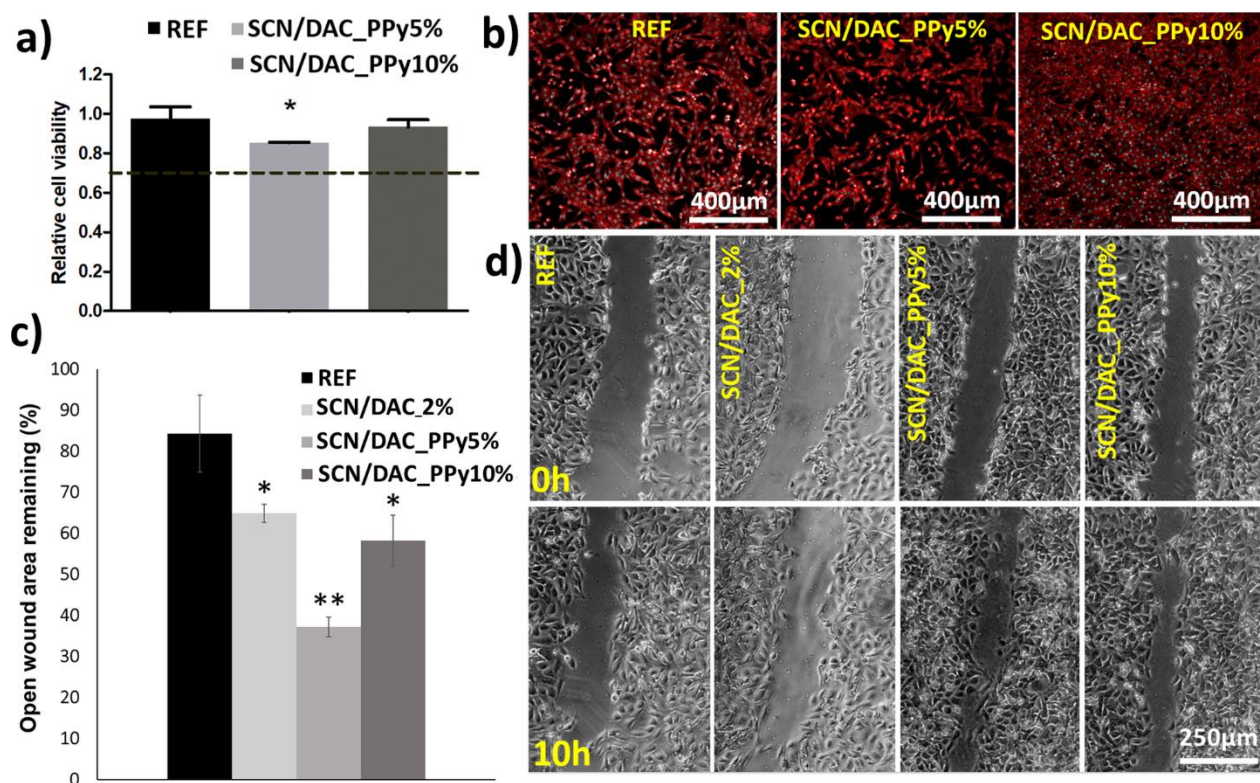 a)
REF
SCN/DAC_PPy5%
SCN/DAC_PPy10%
Relative cell viability
1.2
1.0
0.8
0.6
0.4
0.2
0.0
*
b)
REF
SCN/DAC_PPy5%
SCN/DAC_PPy10%
400µm
400µm
400µm
c)
Open wound area remaining (%)
100
90
80
70
60
50
40
30
20
10
0
REF
SCN/DAC_2%
SCN/DAC_PPy5%
SCN/DAC_PPy10%
*
**
*
d)
REF
SCN/DAC_2%
SCN/DAC_PPy5%
SCN/DAC_PPy10%
0h
10h
250µm